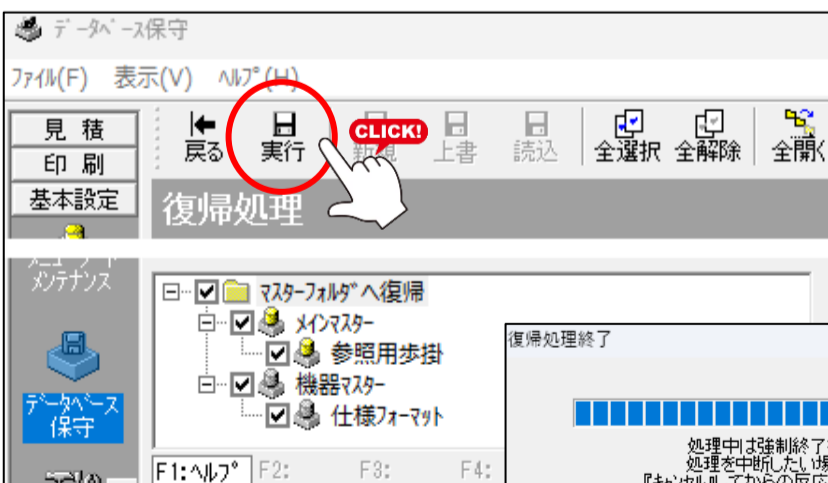 データベース保守
ファイル(F) 表示(V) ヘルプ(H)
見積
印刷
基本設定
戻る 実行 CLICK! 上書 読込 全選択 全解除 全開く
復帰処理
メンテナンス
データベース
保守
マスターフォルダへ復帰
メインマスター
参照用歩掛
機器マスター
仕様フォーマット
F1:ヘルプ F2: F3: F4:
復帰処理終了
処理中は強制終了
処理を中断したい場